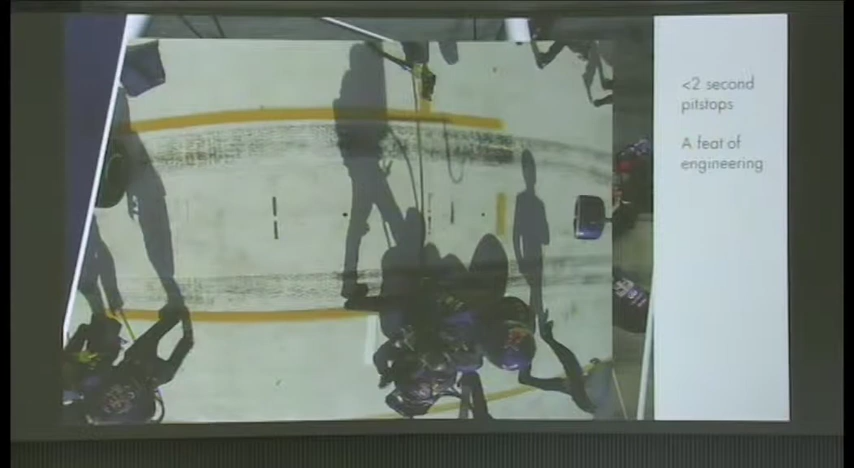 <2 second
pitstops
A feat of
engineering